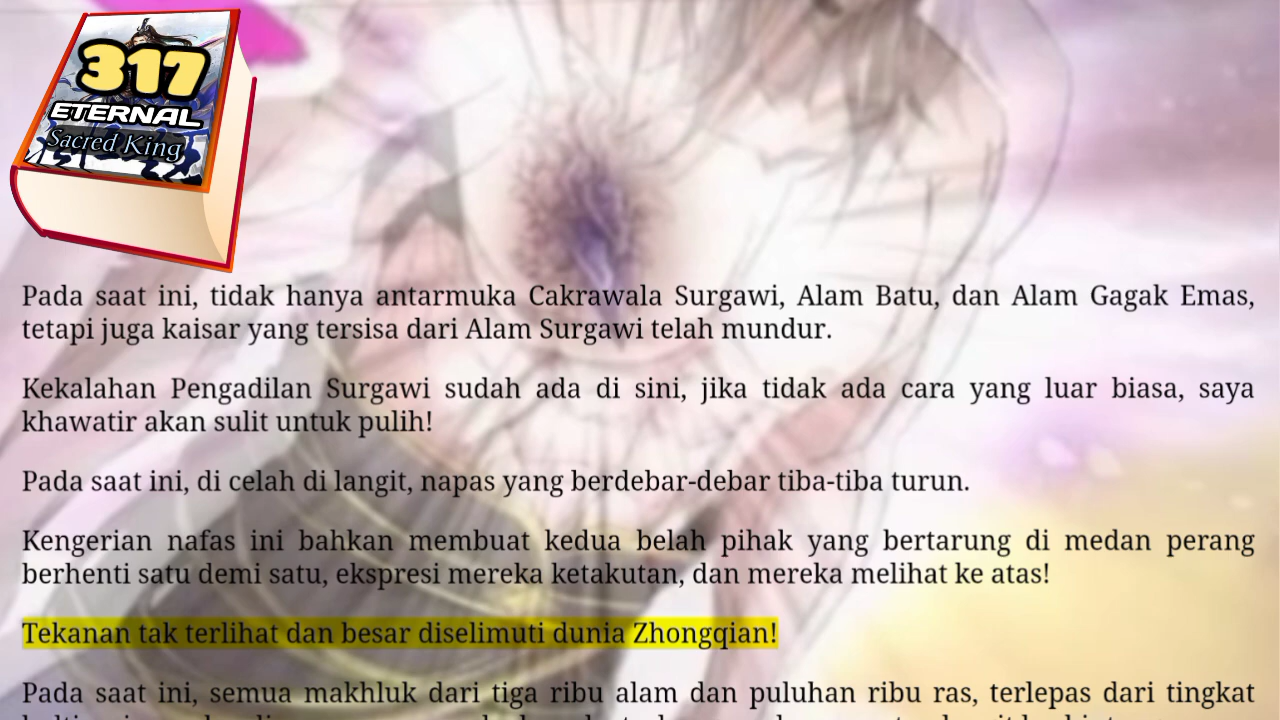 317
ETERNAL
Sacred King
Pada saat ini, tidak hanya antarmuka Cakrawala Surgawi, Alam Batu, dan Alam Gagak Emas,
tetapi juga kaisar yang tersisa dari Alam Surgawi telah mundur.
Kekalahan Pengadilan Surgawi sudah ada di sini, jika tidak ada cara yang luar biasa, saya
khawatir akan sulit untuk pulih!
Pada saat ini, di celah di langit, napas yang berdebar-debar tiba-tiba turun.
Kengerian nafas ini bahkan membuat kedua belah pihak yang bertarung di medan perang
berhenti satu demi satu, ekspresi mereka ketakutan, dan mereka melihat ke atas!
Tekanan tak terlihat dan besar diselimuti dunia Zhongqian!
Pada saat ini, semua makhluk dari tiga ribu alam dan puluhan ribu ras, terlepas dari tingkat